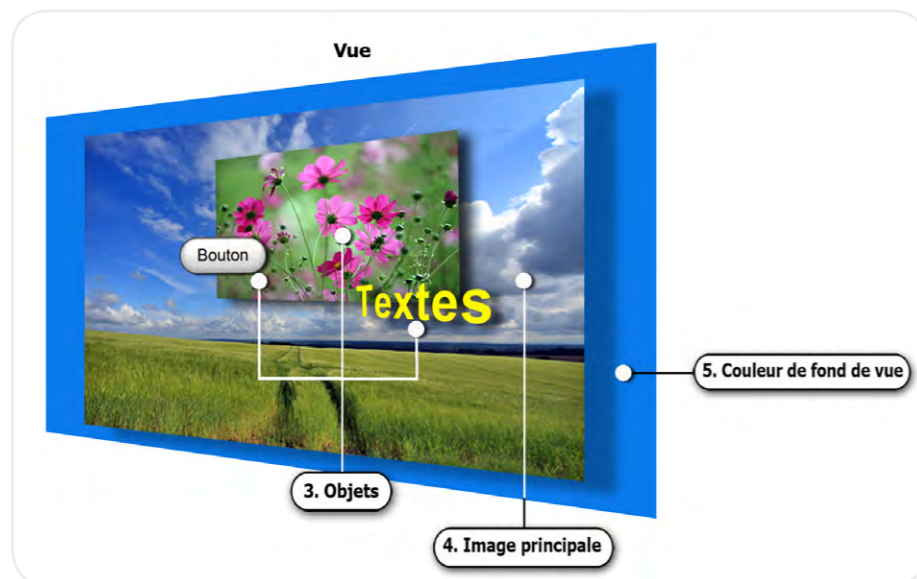 Vue
Bouton
Textes
5. Couleur de fond de vue
3. Objets
4. Image principale